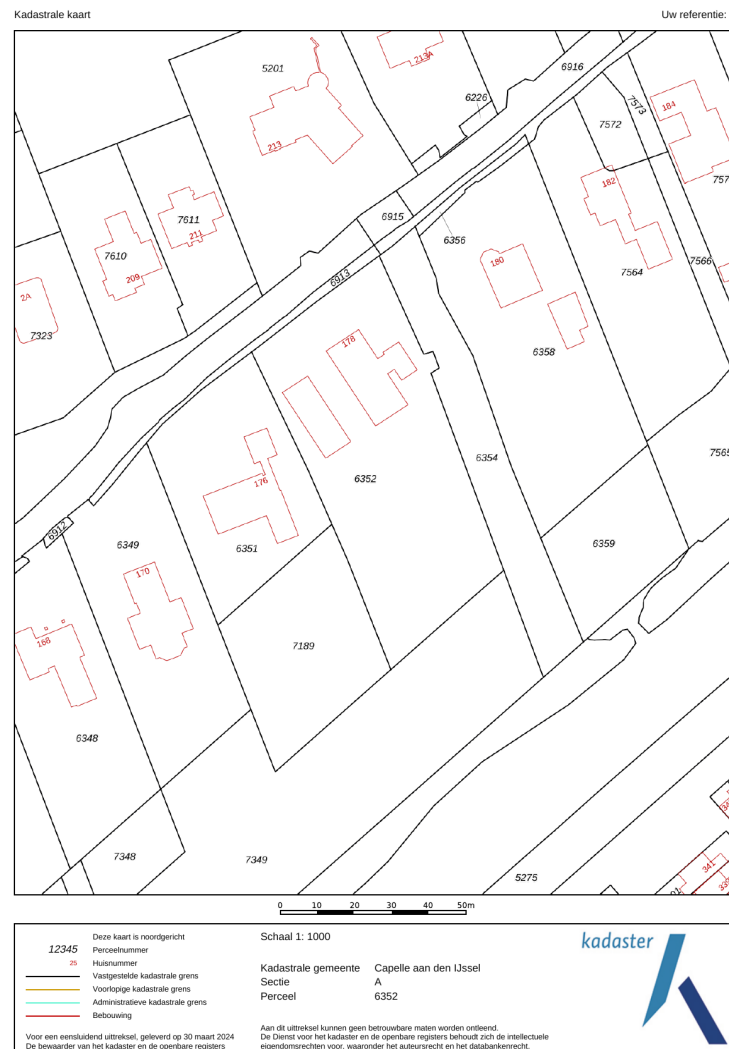 Kadastrale kaart
Uw referentie:
5201
213A
6916
6226
7573
184
7572
213
182
7611
211
6915
6356
7610
209
6913
180
7566
7564
2A
7323
178
6358
176
6352
6354
6912
6349
6351
6359
170
7189
168
6348
7348
7349
5275
341
0 10 20 30 40 50m
Deze kaart is noordgericht
12345 Perceelnummer
25 Huisnummer
Vastgestelde kadastrale grens
Voorlopige kadastrale grens
Administratieve kadastrale grens
Bebouwing
Voor een eensluidend uittreksel, geleverd op 30 maart 2024
De bewaarder van het kadaster en de openbare registers
Schaal 1: 1000
Kadastrale gemeente Capelle aan den IJssel
Sectie A
Perceel 6352
Aan dit uittreksel kunnen geen betrouwbare maten worden ontleend.
De Dienst voor het kadaster en de openbare registers behoudt zich de intellectuele
eigendomsrechten voor, waaronder het auteursrecht en het databankenrecht.
kadaster